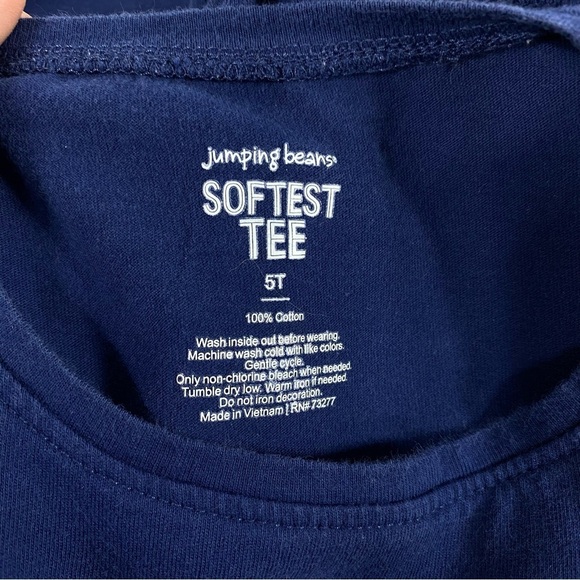 jumping beans
SOFTEST
TEE
5T
100% Cotton
Wash inside out before wearing.
Machine wash cold with like colors.
Gentle cycle.
Only non-chlorine bleach when needed.
Tumble dry low. Warm iron if needed.
Do not iron decoration.
Made in Vietnam | RN# 73277